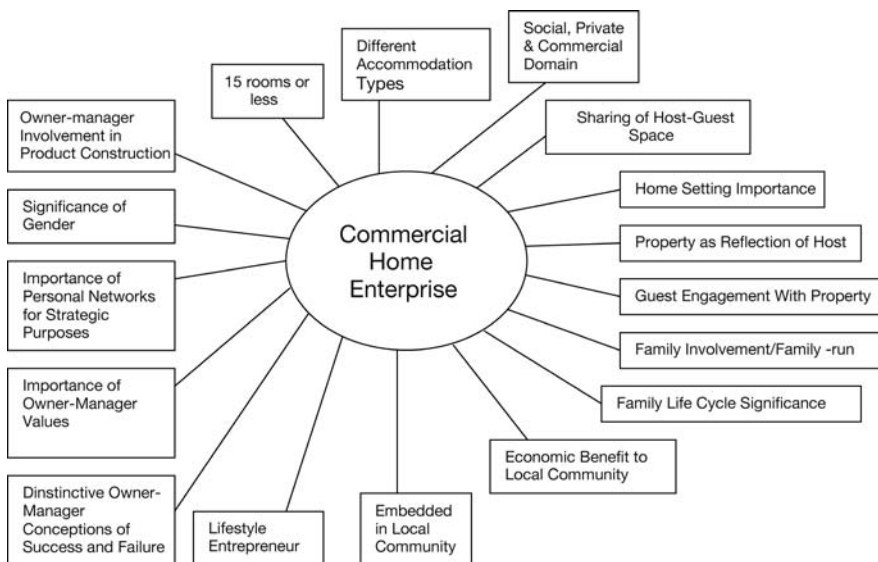 Commercial
Home
Enterprise
15 rooms or
less
Different
Accommodation
Types
Social, Private
& Commercial
Domain
Sharing of Host-Guest
Space
Home Setting Importance
Property as Reflection of Host
Guest Engagement With Property
Family Involvement/Family -run
Family Life Cycle Significance
Economic Benefit to
Local Community
Embedded
in Local
Community
Lifestyle
Entrepreneur
Dinstinctive Owner-
Manager
Conceptions of
Success and Failure
Importance of
Owner-Manager
Values
Importance of
Personal Networks
for Strategic
Purposes
Significance of
Gender
Owner-manager
Involvement in
Product Construction